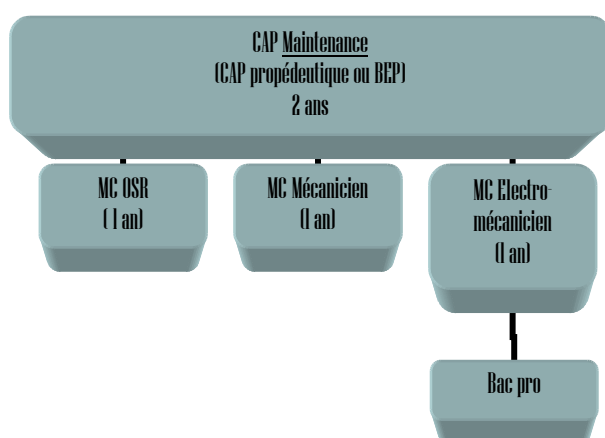 CAP Maintenance
(CAP propédeutique ou BEP)
2 ans
MC OSR
( 1 an)
MC Mécanicien
(1 an)
MC Electro-
mécanicien
(1 an)
Bac pro